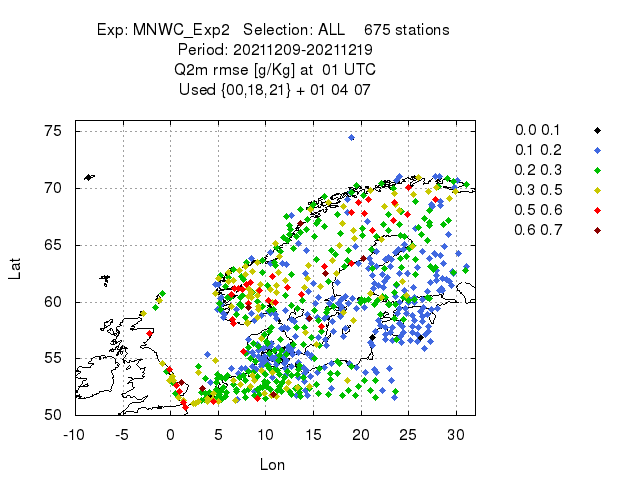 Exp: MNWC_Exp2 Selection: ALL 675 stations
Period: 20211209-20211219
Q2m rmse [g/Kg] at 01 UTC
Used {00,18,21} + 01 04 07
0.0 0.1
0.1 0.2
0.2 0.3
0.3 0.5
0.5 0.6
0.6 0.7
75
70
65
60
55
50
Lat
-10 -5 0 5 10 15 20 25 30
Lon